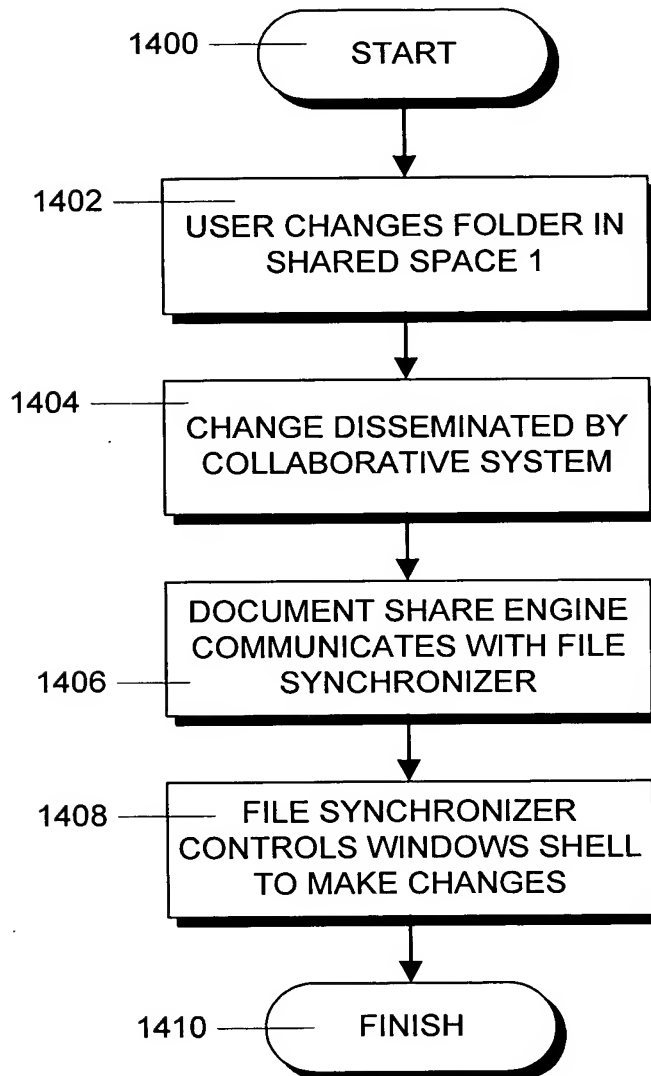 1400
START
1402
USER CHANGES FOLDER IN
SHARED SPACE 1
1404
CHANGE DISSEMINATED BY
COLLABORATIVE SYSTEM
1406
DOCUMENT SHARE ENGINE
COMMUNICATES WITH FILE
SYNCHRONIZER
1408
FILE SYNCHRONIZER
CONTROLS WINDOWS SHELL
TO MAKE CHANGES
1410
FINISH